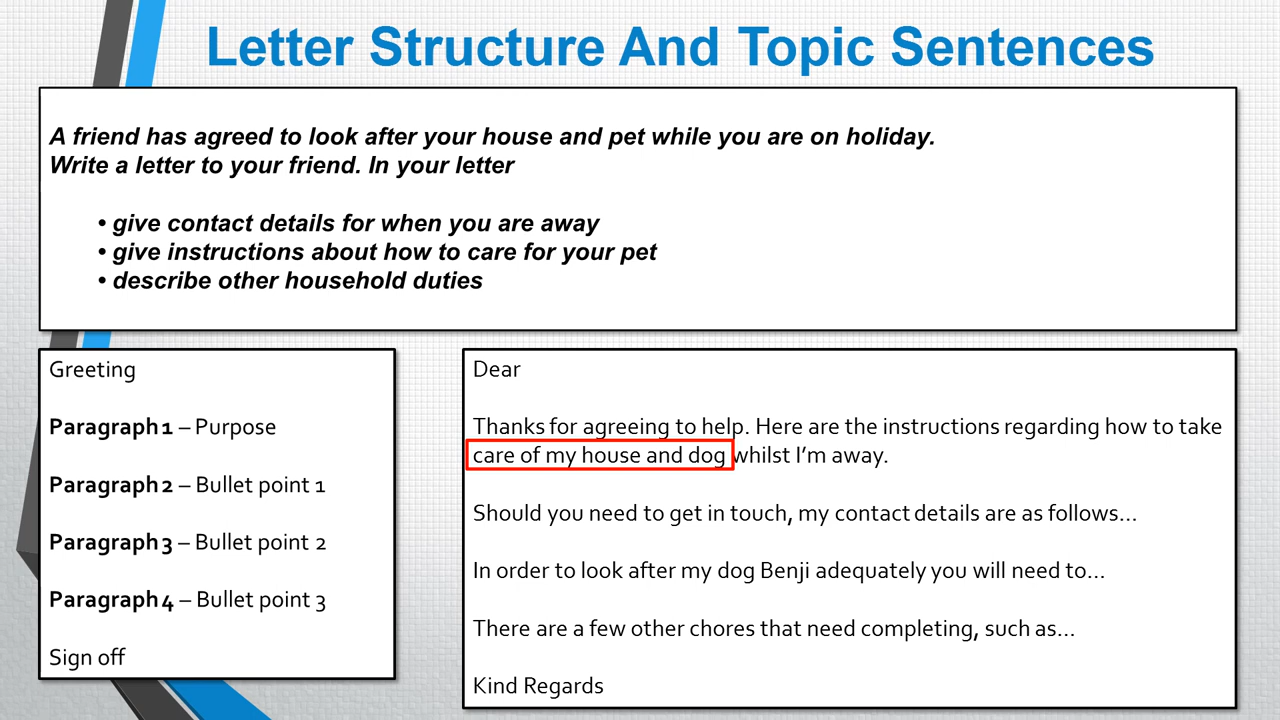 Letter Structure And Topic Sentences
A friend has agreed to look after your house and pet while you are on holiday.
Write a letter to your friend. In your letter
• give contact details for when you are away
• give instructions about how to care for your pet
• describe other household duties
Greeting
Paragraph 1 – Purpose
Paragraph 2 – Bullet point 1
Paragraph 3 – Bullet point 2
Paragraph 4 – Bullet point 3
Sign off
Dear
Thanks for agreeing to help. Here are the instructions regarding how to take
care of my house and dog whilst I’m away.
Should you need to get in touch, my contact details are as follows…
In order to look after my dog Benji adequately you will need to…
There are a few other chores that need completing, such as…
Kind Regards